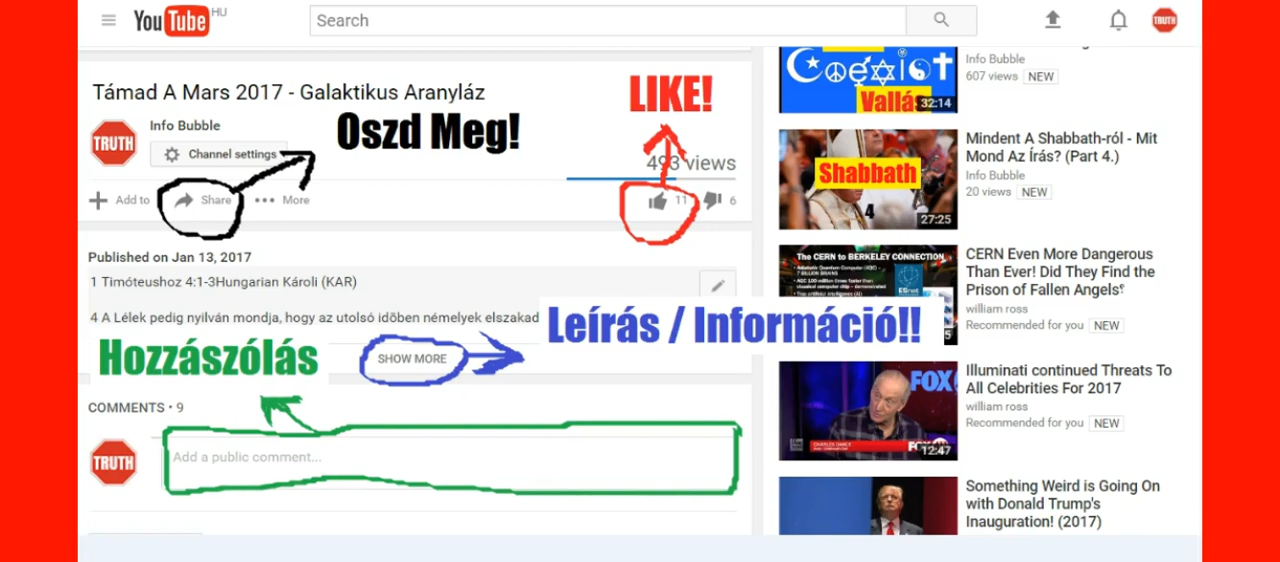 YouTube HU
Search
TRUTH
Támad A Mars 2017 - Galaktikus Aranyláz
TRUTH
Info Bubble
Channel settings
Oszd Meg!
LIKE!
493 views
Add to
Share
More
11
6
Published on Jan 13, 2017
1 Timóteushoz 4:1-3Hungarian Károli (KAR)
4 A Lélek pedig nyilván mondja, hogy az utolsó időben némelyek elszakad
Leírás / Információ!!
Hozzászólás
SHOW MORE
COMMENTS • 9
TRUTH
Add a public comment...
Coexist
Vallás
32:14
Info Bubble
607 views NEW
Shabbath
4
27:25
Mindent A Shabbath-ról - Mit
Mond Az Írás? (Part 4.)
Info Bubble
20 views NEW
The CERN to BERKELEY CONNECTION
ESnet
CERN Even More Dangerous
Than Ever! Did They Find the
Prison of Fallen Angels?
william ross
Recommended for you NEW
FOX
CHARLES DANCE
12:47
Illuminati continued Threats To
All Celebrities For 2017
william ross
Recommended for you NEW
Something Weird is Going On
with Donald Trump's
Inauguration! (2017)